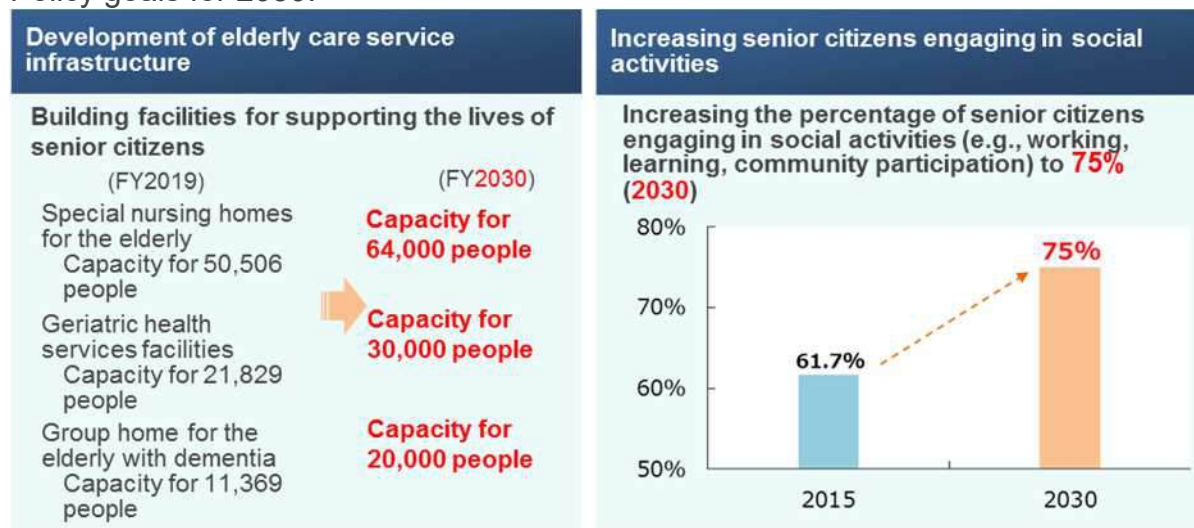 Policy goals for 2030:
Development of elderly care service
infrastructure
Building facilities for supporting the lives of
senior citizens
(FY2019)
(FY2030)
Special nursing homes
for the elderly
Capacity for 50,506
people
Capacity for
64,000 people
Geriatric health
services facilities
Capacity for 21,829
people
Capacity for
30,000 people
Group home for the
elderly with dementia
Capacity for 11,369
people
Capacity for
20,000 people
Increasing senior citizens engaging in social
activities
Increasing the percentage of senior citizens
engaging in social activities (e.g., working,
learning, community participation) to 75%
(2030)
80%
70%
60%
50%
61.7%
75%
2015
2030